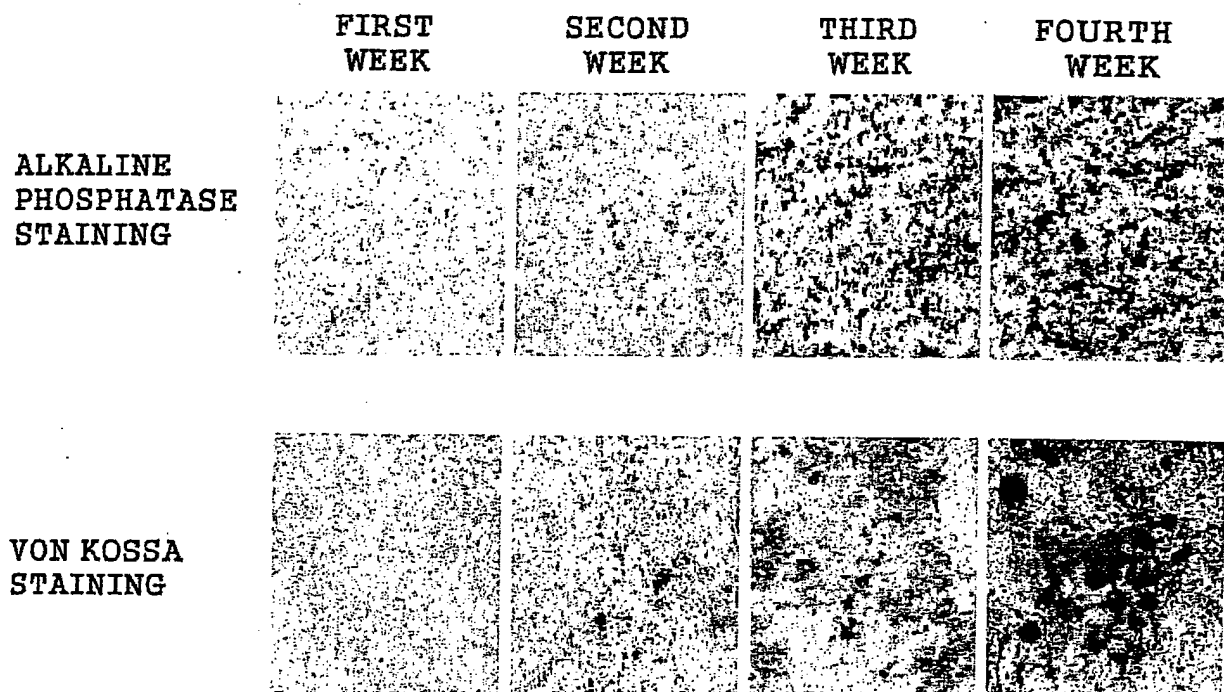 FIRST
WEEK
SECOND
WEEK
THIRD
WEEK
FOURTH
WEEK
ALKALINE
PHOSPHATASE
STAINING
VON KOSSA
STAINING